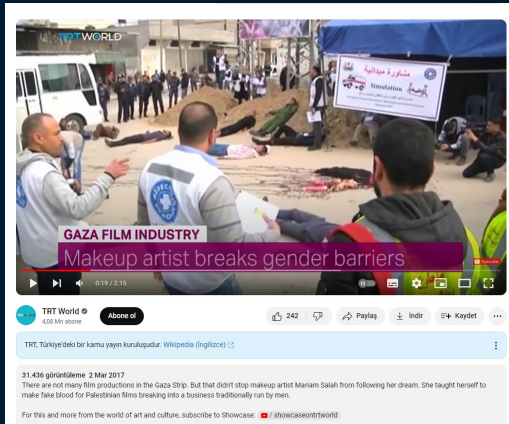 TRT WORLD
مناورة ميدانية
Simulation
MEDECI
GAZA FILM INDUSTRY
Makeup artist breaks gender barriers
0:19 / 2:15
TRT World
4,08 Mn abone
Abone ol
242
Paylaş
İndir
Kaydet
TRT, Türkiye'deki bir kamu yayın kuruluşudur. Wikipedia (İngilizce)
31.436 görüntüleme 2 Mar 2017
There are not many film productions in the Gaza Strip. But that didn't stop makeup artist Mariam Salah from following her dream. She taught herself to
make fake blood for Palestinian films breaking into a business traditionally run by men.
For this and more from the world of art and culture, subscribe to Showcase: / showcaseontrtworld